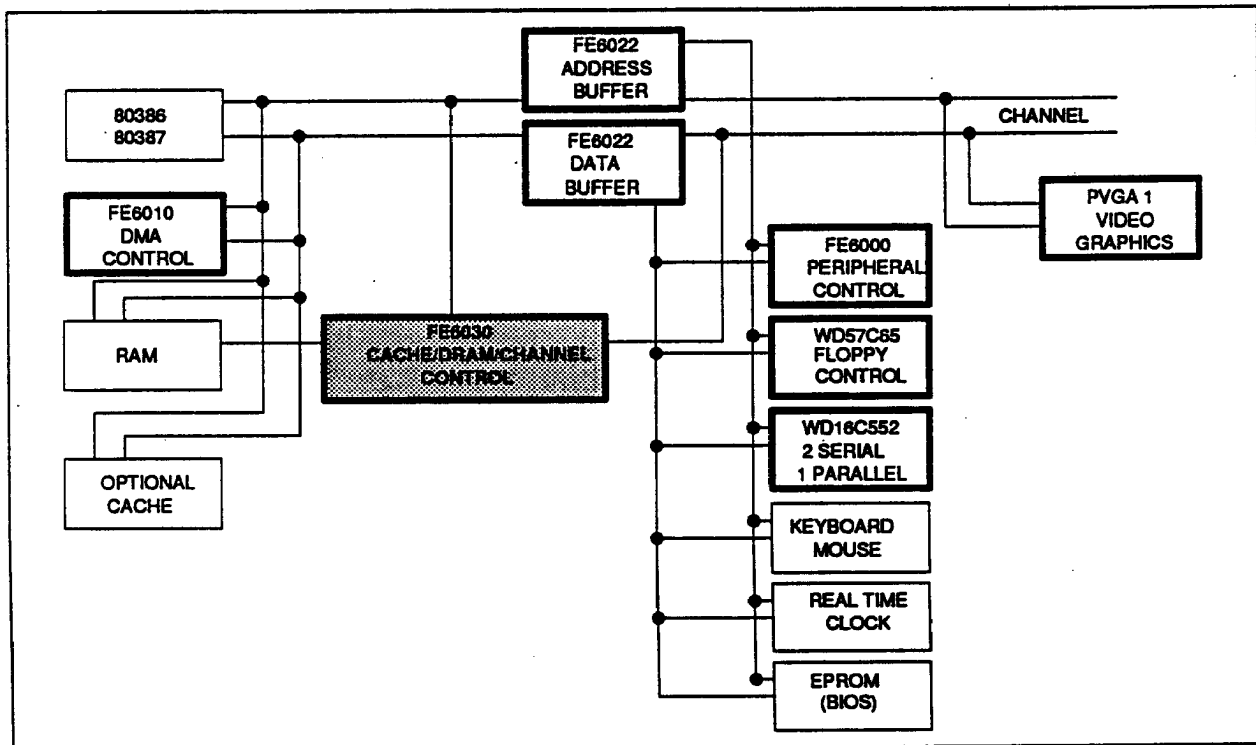 FE6022
ADDRESS
BUFFER
80386
80387
CHANNEL
FE6022
DATA
BUFFER
FE6010
DMA
CONTROL
PVGA 1
VIDEO
GRAPHICS
FE6000
PERIPHERAL
CONTROL
RAM
FE6030
CACHE/DRAM/CHANNEL
CONTROL
WD57C65
FLOPPY
CONTROL
WD16C552
2 SERIAL
1 PARALLEL
OPTIONAL
CACHE
KEYBOARD
MOUSE
REAL TIME
CLOCK
EPROM
(BIOS)